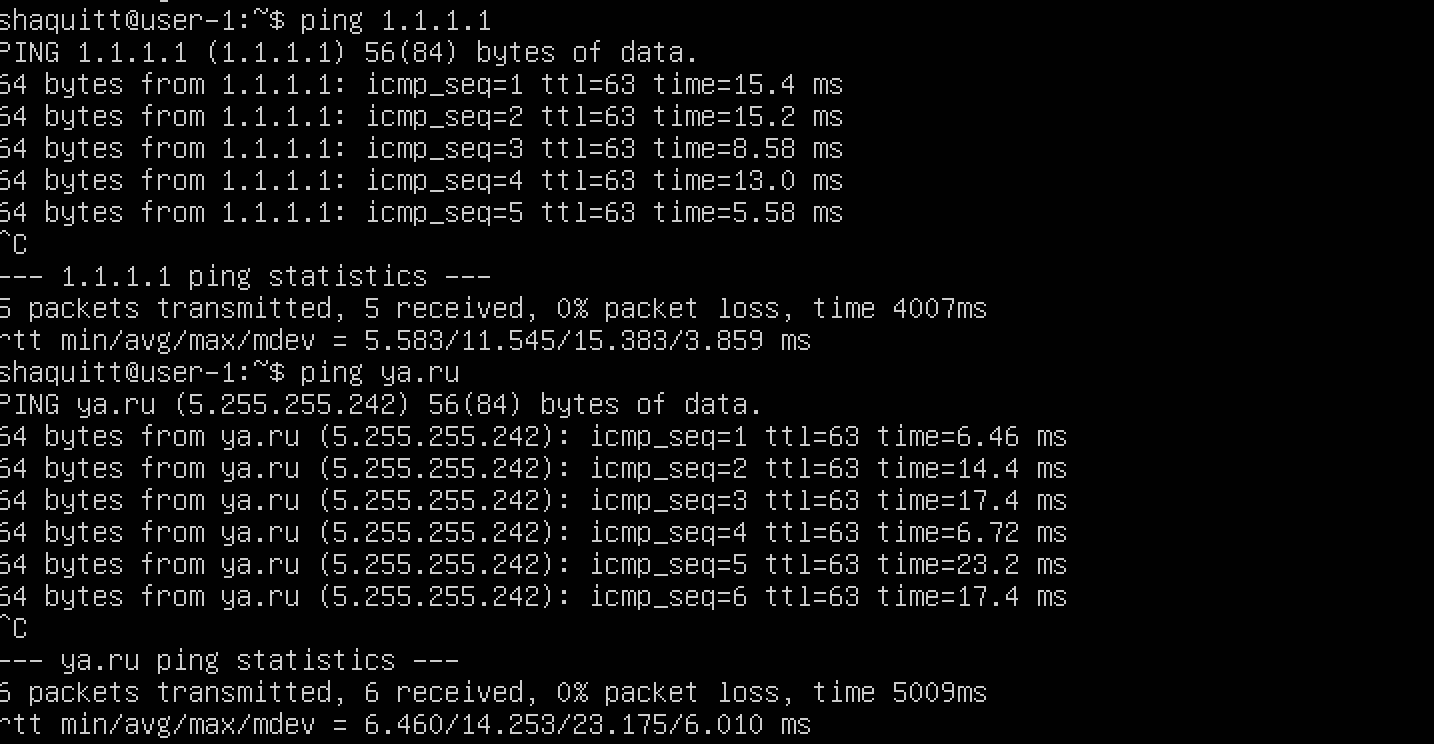 shaquitt@user-1:~$ ping 1.1.1.1
PING 1.1.1.1 (1.1.1.1) 56(84) bytes of data.
64 bytes from 1.1.1.1: icmp_seq=1 ttl=63 time=15.4 ms
64 bytes from 1.1.1.1: icmp_seq=2 ttl=63 time=15.2 ms
64 bytes from 1.1.1.1: icmp_seq=3 ttl=63 time=8.58 ms
64 bytes from 1.1.1.1: icmp_seq=4 ttl=63 time=13.0 ms
64 bytes from 1.1.1.1: icmp_seq=5 ttl=63 time=5.58 ms
^C
--- 1.1.1.1 ping statistics ---
5 packets transmitted, 5 received, 0% packet loss, time 4007ms
rtt min/avg/max/mdev = 5.583/11.545/15.383/3.859 ms
shaquitt@user-1:~$ ping ya.ru
PING ya.ru (5.255.255.242) 56(84) bytes of data.
64 bytes from ya.ru (5.255.255.242): icmp_seq=1 ttl=63 time=6.46 ms
64 bytes from ya.ru (5.255.255.242): icmp_seq=2 ttl=63 time=14.4 ms
64 bytes from ya.ru (5.255.255.242): icmp_seq=3 ttl=63 time=17.4 ms
64 bytes from ya.ru (5.255.255.242): icmp_seq=4 ttl=63 time=6.72 ms
64 bytes from ya.ru (5.255.255.242): icmp_seq=5 ttl=63 time=23.2 ms
64 bytes from ya.ru (5.255.255.242): icmp_seq=6 ttl=63 time=17.4 ms
^C
--- ya.ru ping statistics ---
6 packets transmitted, 6 received, 0% packet loss, time 5009ms
rtt min/avg/max/mdev = 6.460/14.253/23.175/6.010 ms